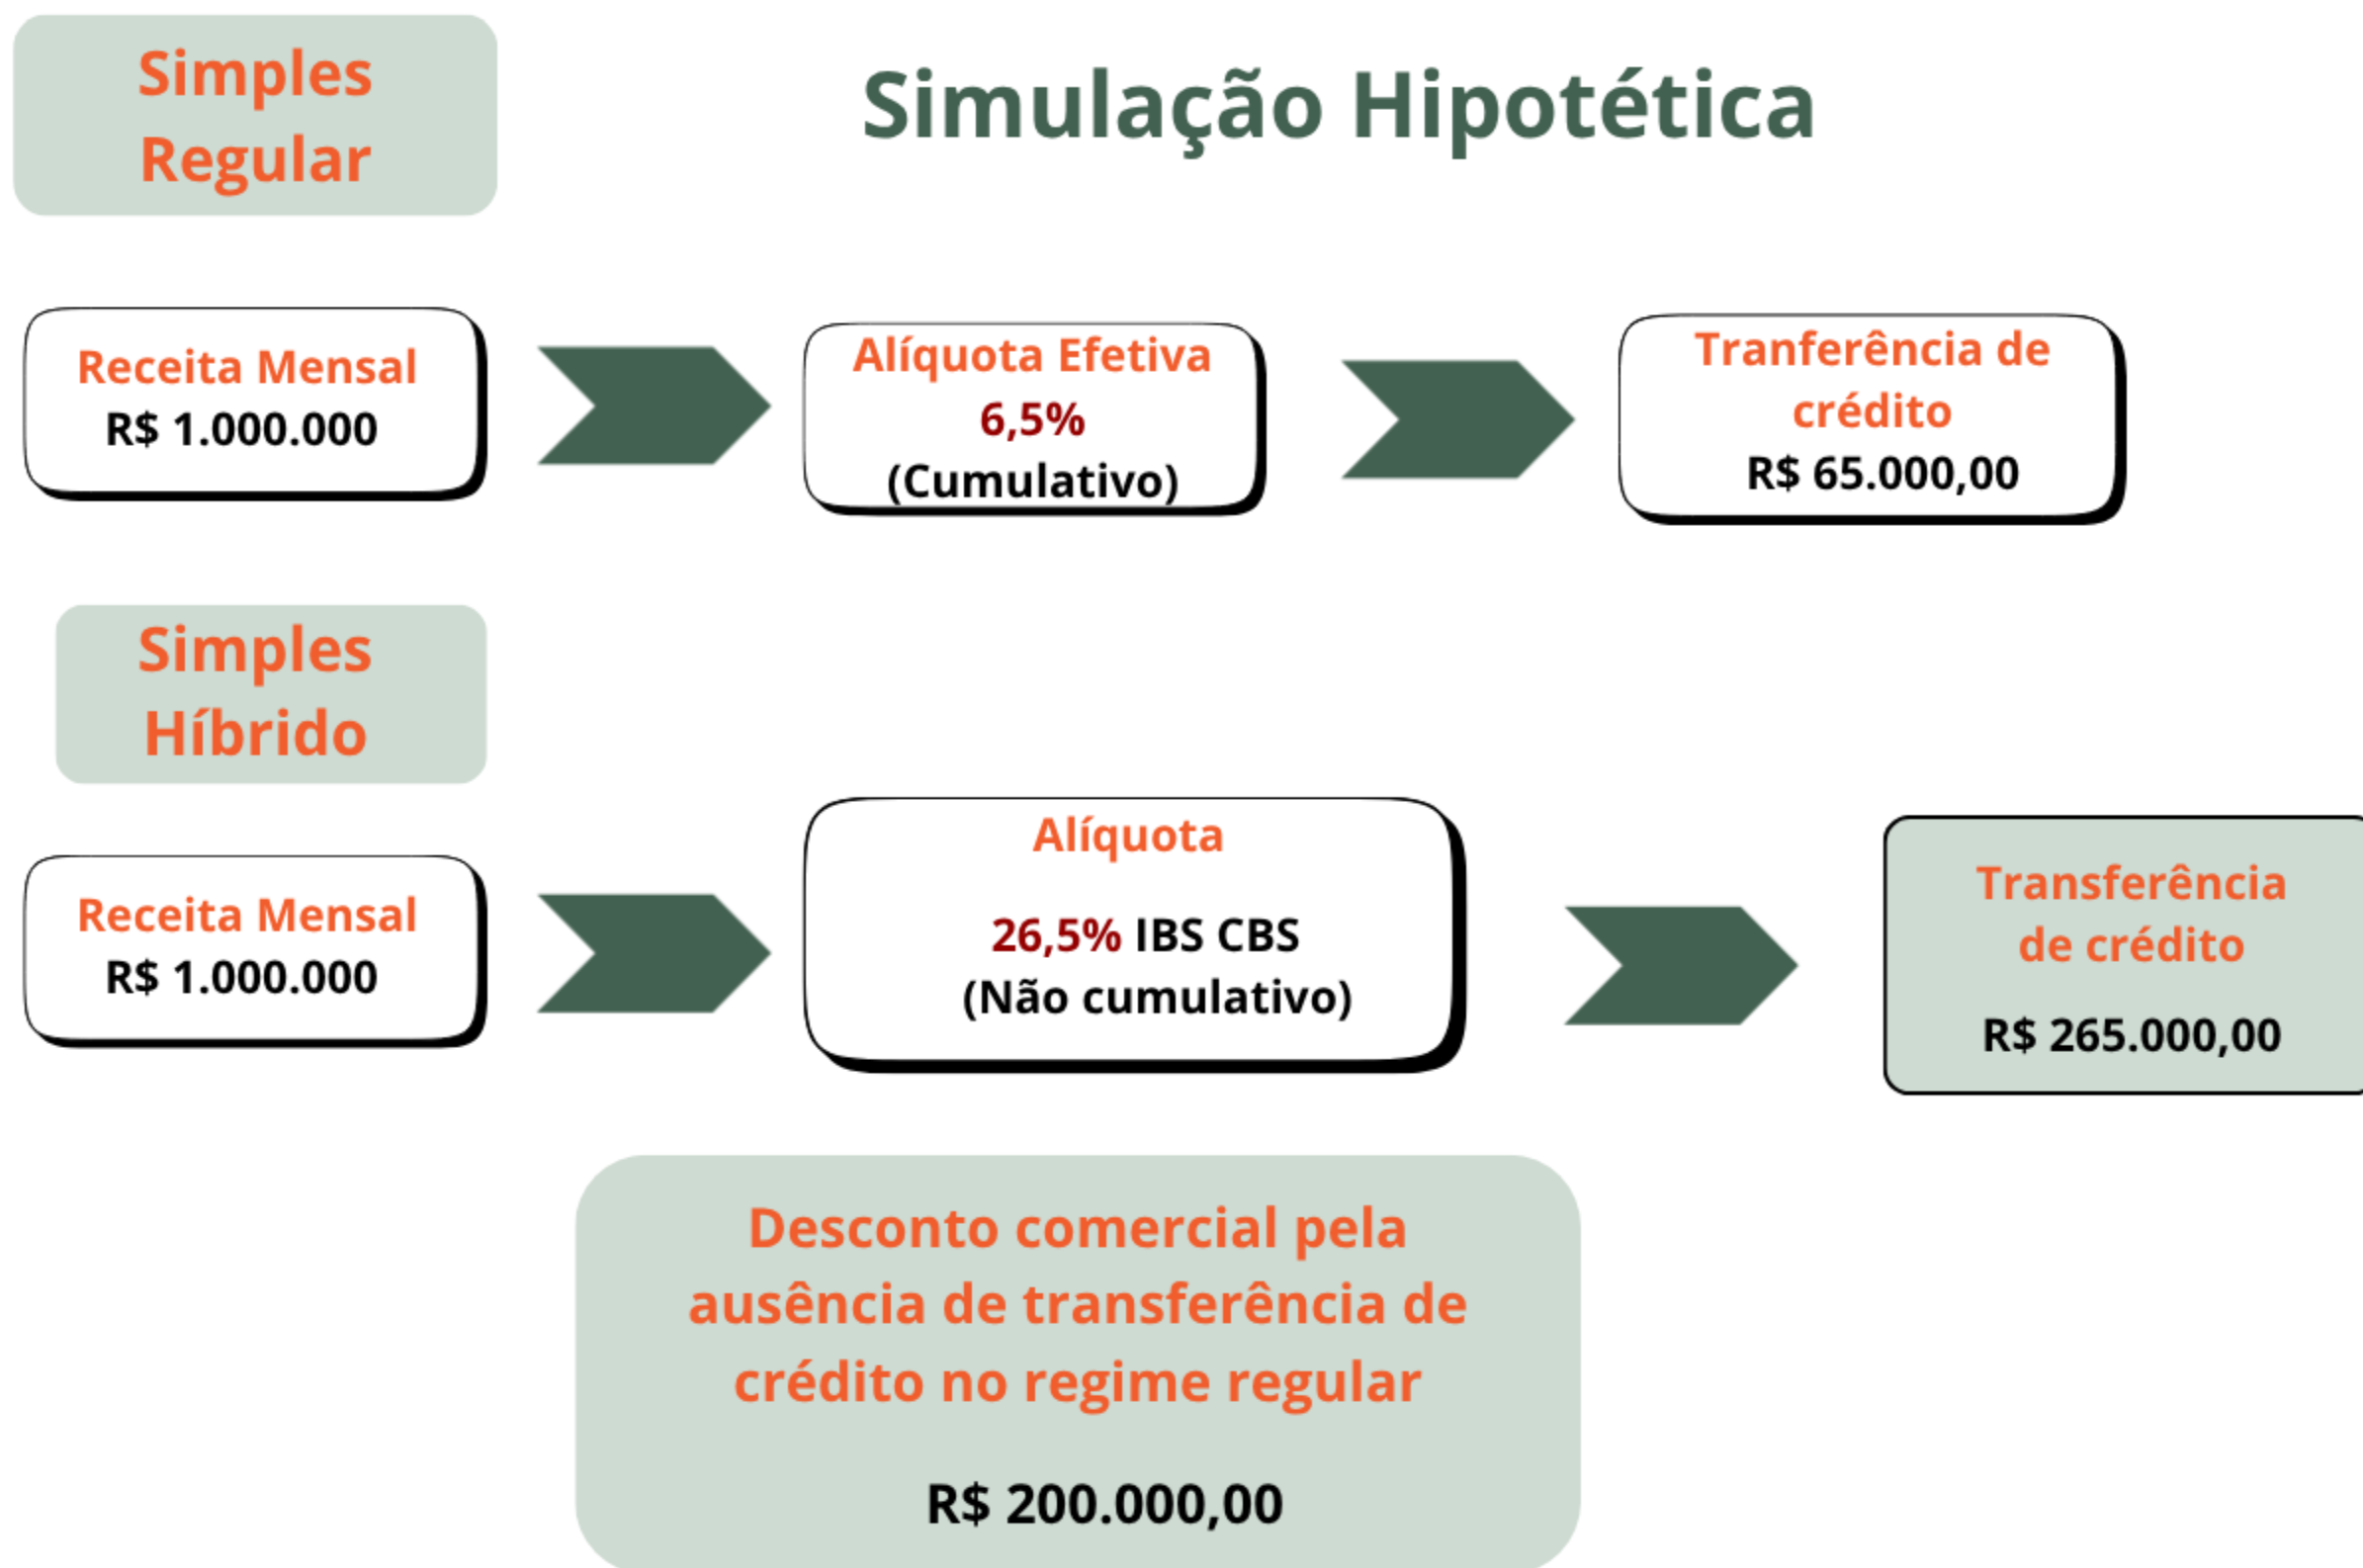 Simples
Regular
Simulação Hipotética
Receita Mensal
R$ 1.000.000
Alíquota Efetiva
6,5%
(Cumulativo)
Tranferência de
crédito
R$ 65.000,00
Simples
Híbrido
Receita Mensal
R$ 1.000.000
Alíquota
26,5% IBS CBS
(Não cumulativo)
Transferência
de crédito
R$ 265.000,00
Desconto comercial pela
ausência de transferência de
crédito no regime regular
R$ 200.000,00